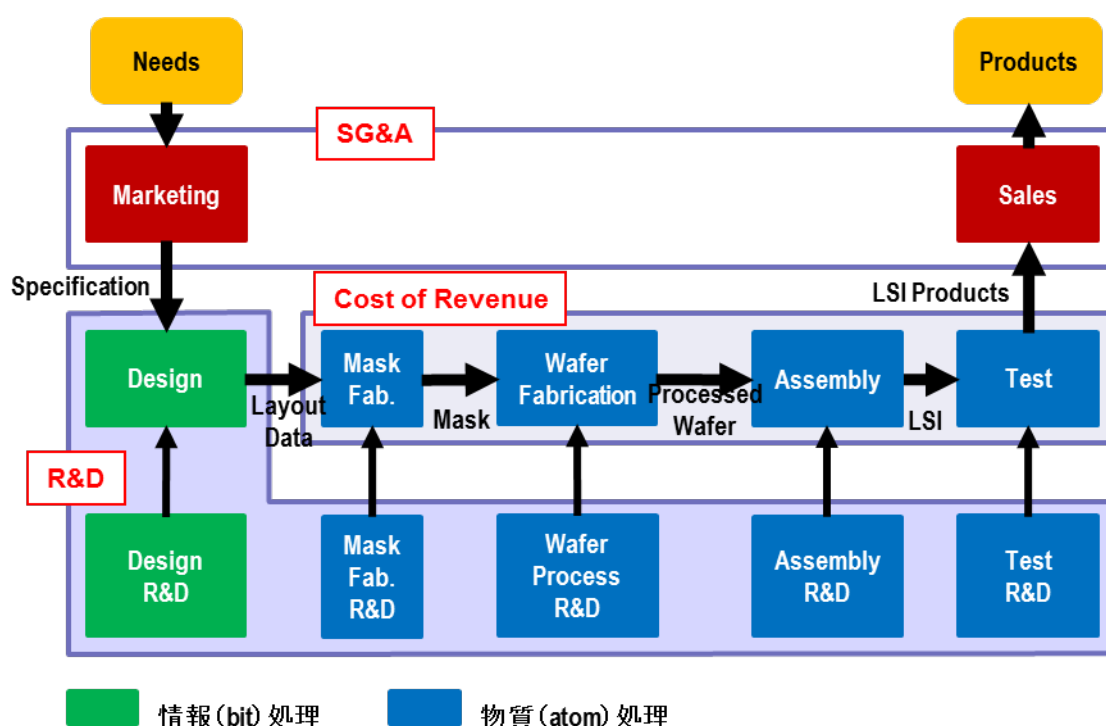 Needs
Products
SG&A
Marketing
Sales
Specification
LSI Products
Cost of Revenue
Design
Mask
Fab.
Wafer
Fabrication
Assembly
Test
Layout
Data
Mask
Processed
Wafer
LSI
R&D
Design
R&D
Mask
Fab.
R&D
Wafer
Process
R&D
Assembly
R&D
Test
R&D
情報(bit)処理
物質(atom)処理